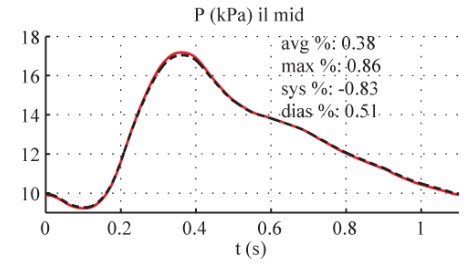 P (kPa) il mid
18
16
14
12
10
avg %: 0.38
max %: 0.86
sys %: -0.83
dias %: 0.51
0 0.2 0.4 0.6 0.8 1
t (s)